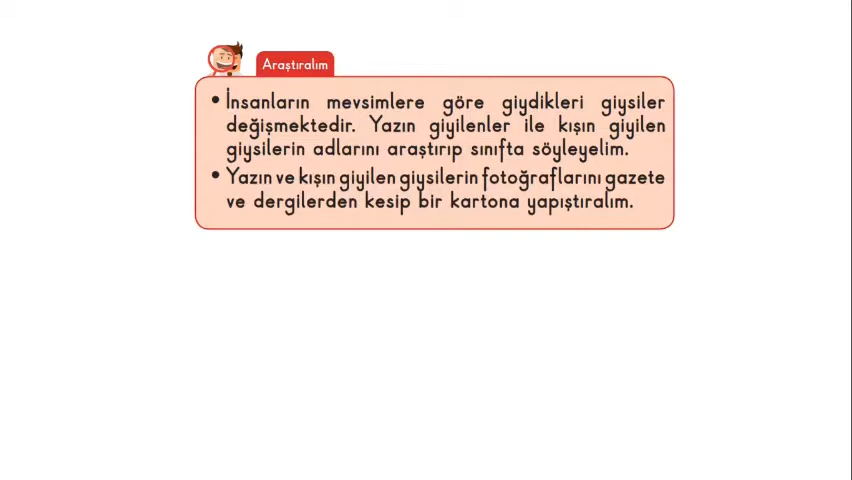 Araştıralım
• İnsanların mevsimlere göre giydikleri giysiler
değişmektedir. Yazın giyilenler ile kışın giyilen
giysilerin adlarını araştırıp sınıfta söyleyelim.
• Yazın ve kışın giyilen giysilerin fotoğraflarını gazete
ve dergilerden kesip bir kartona yapıştıralım.